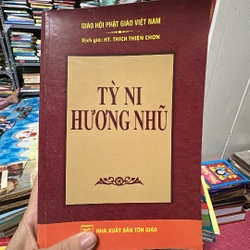 GIÁO HỘI PHẬT GIÁO VIỆT NAM
Dịch giả: HT. THÍCH THIỆN CHƠN
TỲ NI
HƯƠNG NHŨ
NHÀ XUẤT BẢN TÔN GIÁO